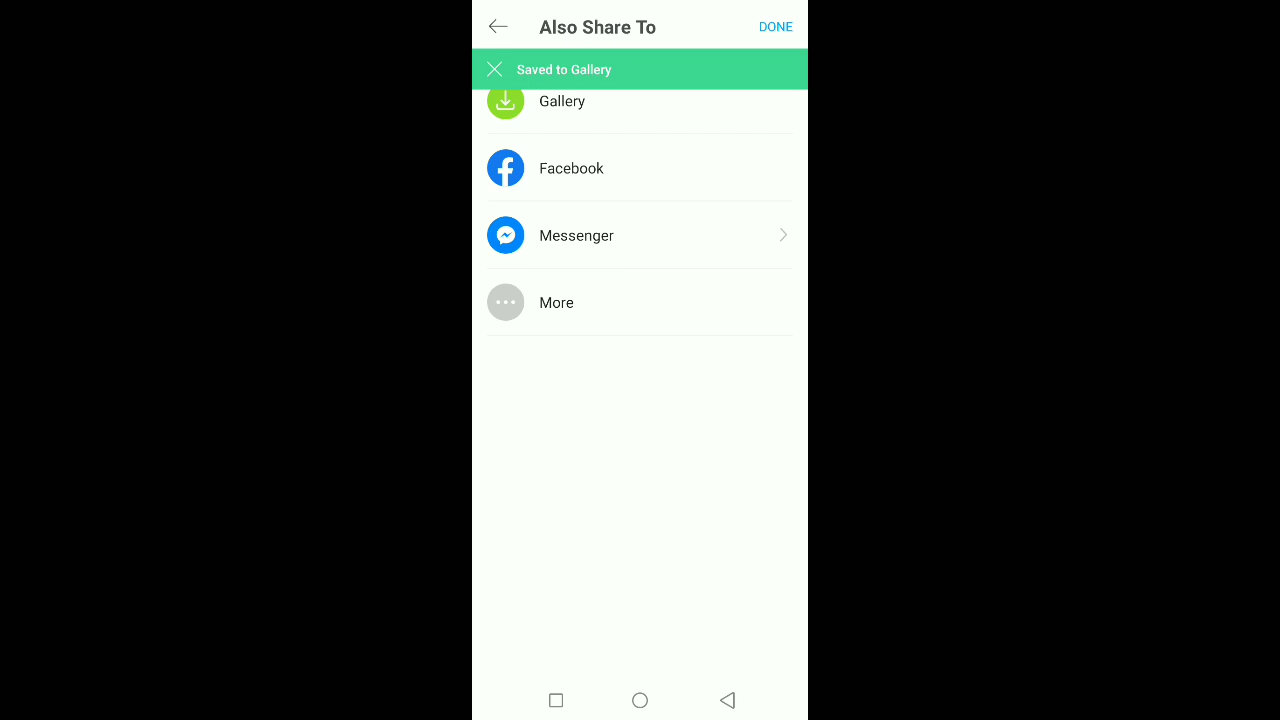 Also Share To
DONE
Saved to Gallery
Gallery
Facebook
Messenger
More